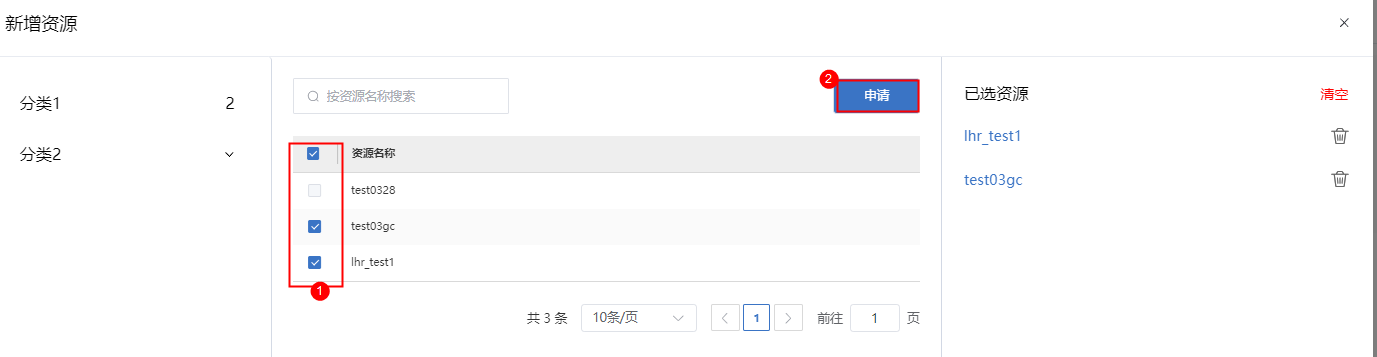 新增资源
分类1 2
分类2
按资源名称搜索
2
申请
资源名称
test0328
test03gc
lhr_test1
1
共 3 条 10条/页 1 前往 1 页
已选资源 清空
lhr_test1
test03gc